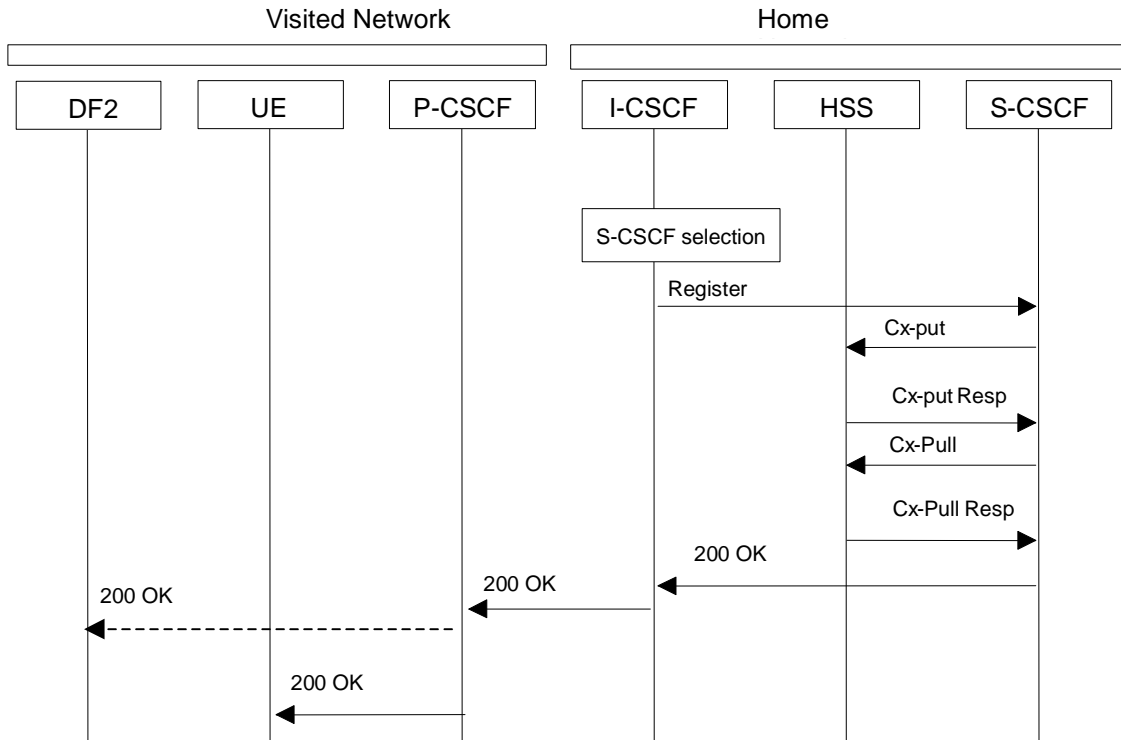 Visited Network
Home
DF2
UE
P-CSCF
I-CSCF
HSS
S-CSCF
S-CSCF selection
Register
Cx-put
Cx-put Resp
Cx-Pull
Cx-Pull Resp
200 OK
200 OK
200 OK
200 OK